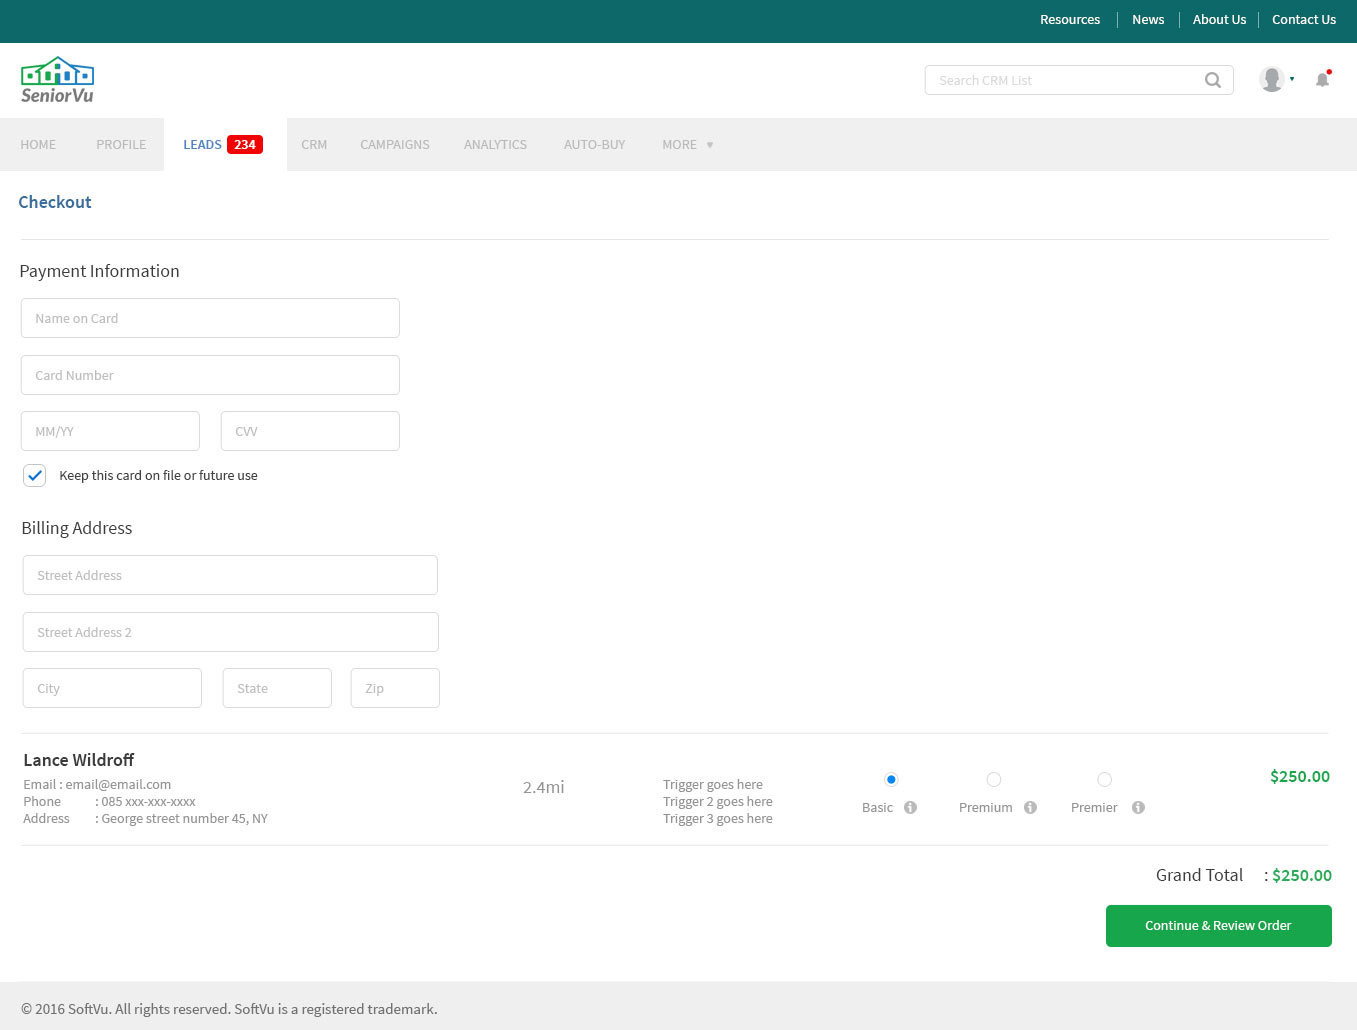 Resources News About Us Contact Us
SeniorVu
Search CRM List
HOME PROFILE LEADS 234 CRM CAMPAIGNS ANALYTICS AUTO-BUY MORE
Checkout
Payment Information
Name on Card
Card Number
MM/YY CVV
Keep this card on file or future use
Billing Address
Street Address
Street Address 2
City State Zip
Lance Wildroff
Email : email@email.com
Phone : 085 xxx-xxx-xxxx
Address : George street number 45, NY
2.4mi
Trigger goes here
Trigger 2 goes here
Trigger 3 goes here
Basic Premium Premier
$250.00
Grand Total : $250.00
Continue & Review Order
© 2016 SoftVu. All rights reserved. SoftVu is a registered trademark.